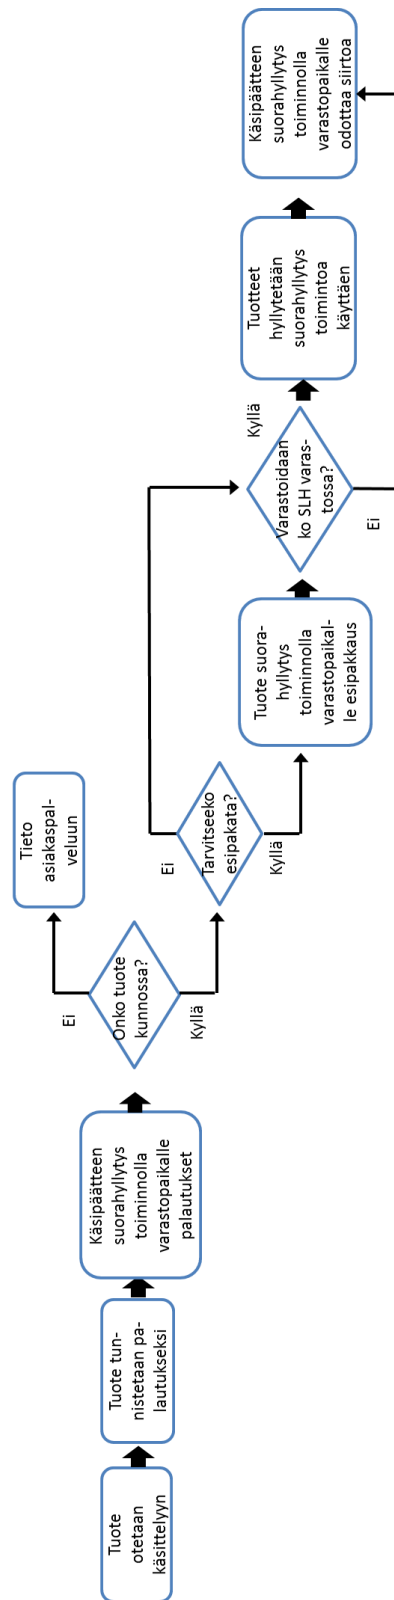 Tuote
otetaan
käsittelyyn
Tuote tun-
nistetaan pa-
lautukseksi
Käsipäätteen
suorahyllytys
toiminnolla
varastopaikalle
palautukset
Onko tuote
kunnossa?
Ei
Kyllä
Tieto
asiakaspal-
veluun
Tarvitseeko
esipakata?
Ei
Kyllä
Tuote suora-
hyllytys
toiminnolla
varastopaikal-
le esipakkaus
Varastoidaan
ko SLH varas-
tossa?
Kyllä
Ei
Tuotteet
hyllytetään
suorahyllytys
toimintoa
käyttäen
Käsipäätteen
suorahyllytys
toiminnolla
varastopaikalle
odottaa siirtoa